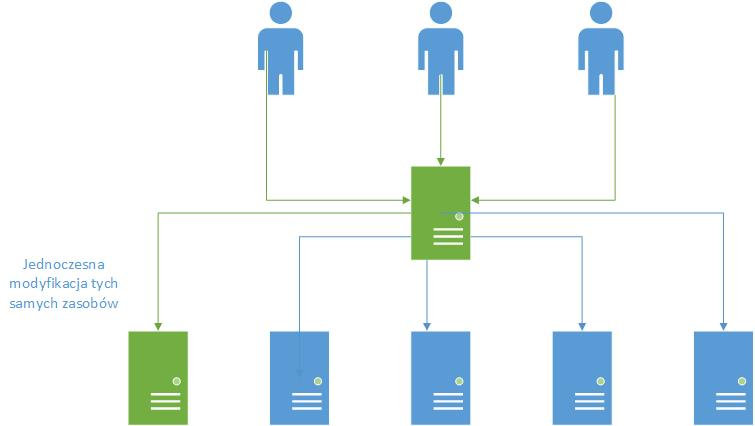 Jednoczesna
modyfikacja tych
samych zasobów